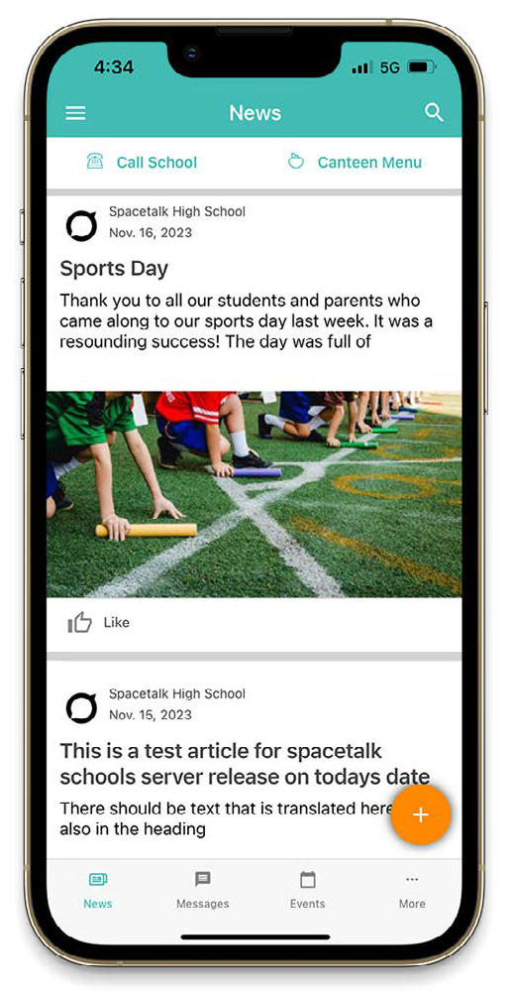 4:34
5G
News
Call School
Canteen Menu
Spacetalk High School
Nov. 16, 2023
Sports Day
Thank you to all our students and parents who
came along to our sports day last week. It was a
resounding success! The day was full of
Like
Spacetalk High School
Nov. 15, 2023
This is a test article for spacetalk
schools server release on todays date
There should be text that is translated here
also in the heading
+
News
Messages
Events
More